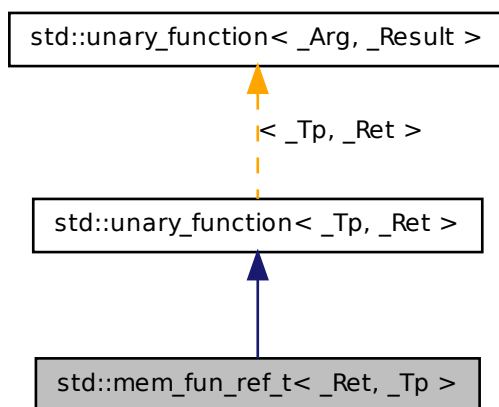 std::unary_function< _Arg, _Result >
< _Tp, _Ret >
std::unary_function< _Tp, _Ret >
std::mem_fun_ref_t< _Ret, _Tp >